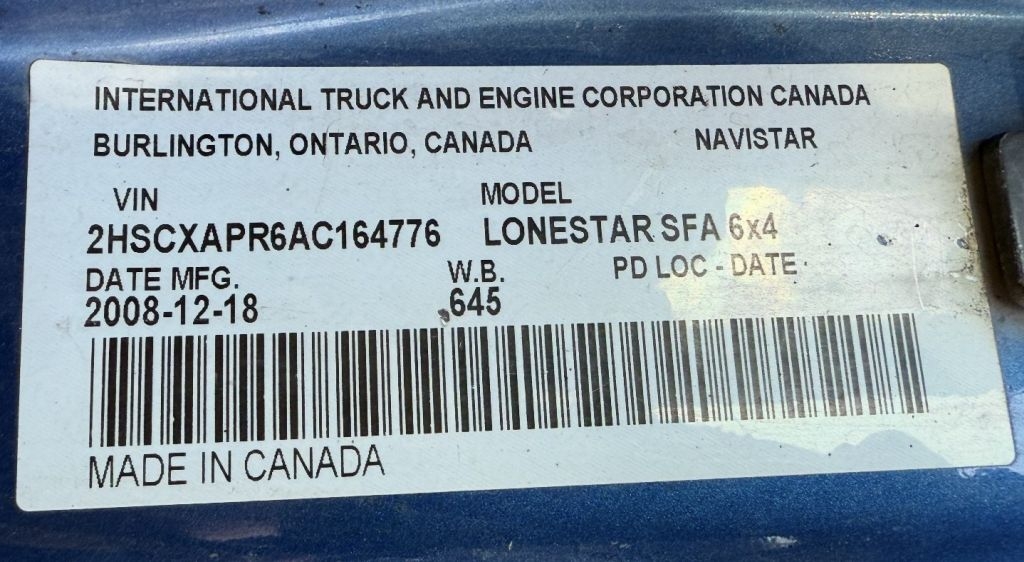 INTERNATIONAL TRUCK AND ENGINE CORPORATION CANADA
BURLINGTON, ONTARIO, CANADA NAVISTAR
VIN MODEL
2HSCXAPR6AC164776 LONESTAR SFA 6x4
DATE MFG. W.B. PD LOC - DATE
2008-12-18 645
MADE IN CANADA